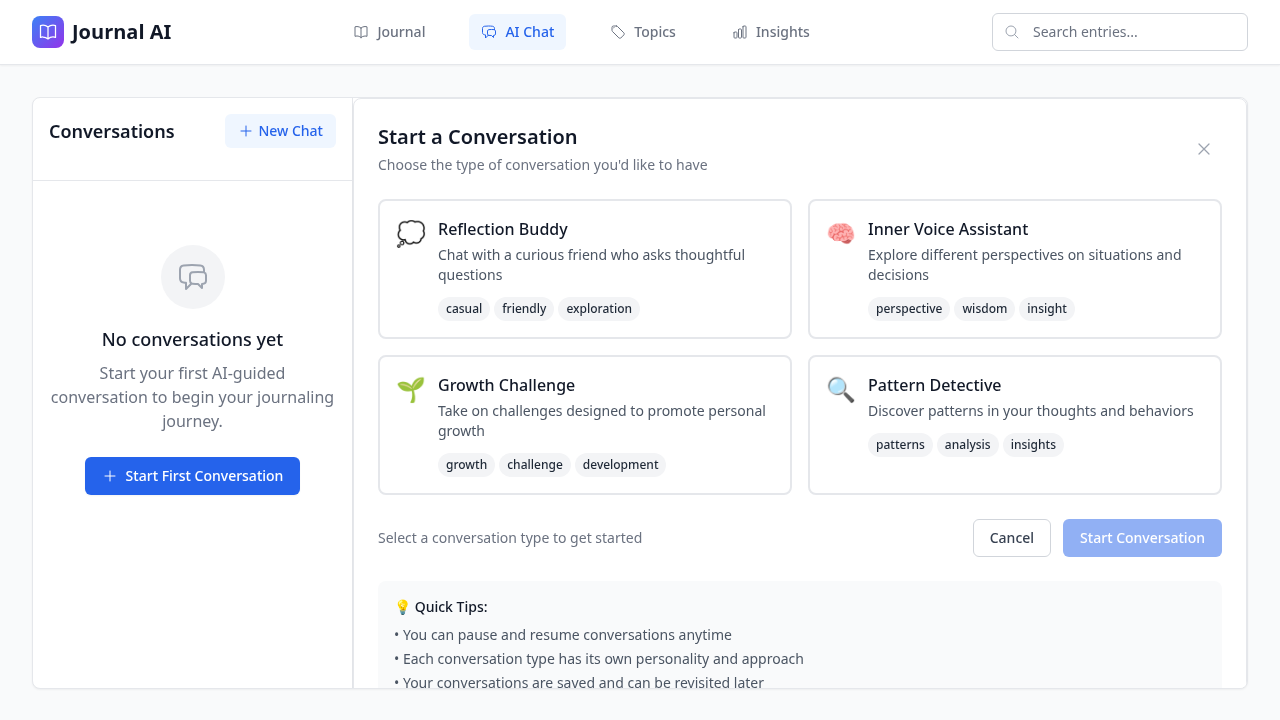 Journal AI
Journal
AI Chat
Topics
Insights
Search entries...
Conversations
New Chat
No conversations yet
Start your first AI-guided
conversation to begin your journaling
journey.
Start First Conversation
Start a Conversation
Choose the type of conversation you'd like to have
Reflection Buddy
Chat with a curious friend who asks thoughtful
questions
casual friendly exploration
Inner Voice Assistant
Explore different perspectives on situations and
decisions
perspective wisdom insight
Growth Challenge
Take on challenges designed to promote personal
growth
growth challenge development
Pattern Detective
Discover patterns in your thoughts and behaviors
patterns analysis insights
Select a conversation type to get started
Cancel
Start Conversation
💡 Quick Tips:
• You can pause and resume conversations anytime
• Each conversation type has its own personality and approach
• Your conversations are saved and can be revisited later